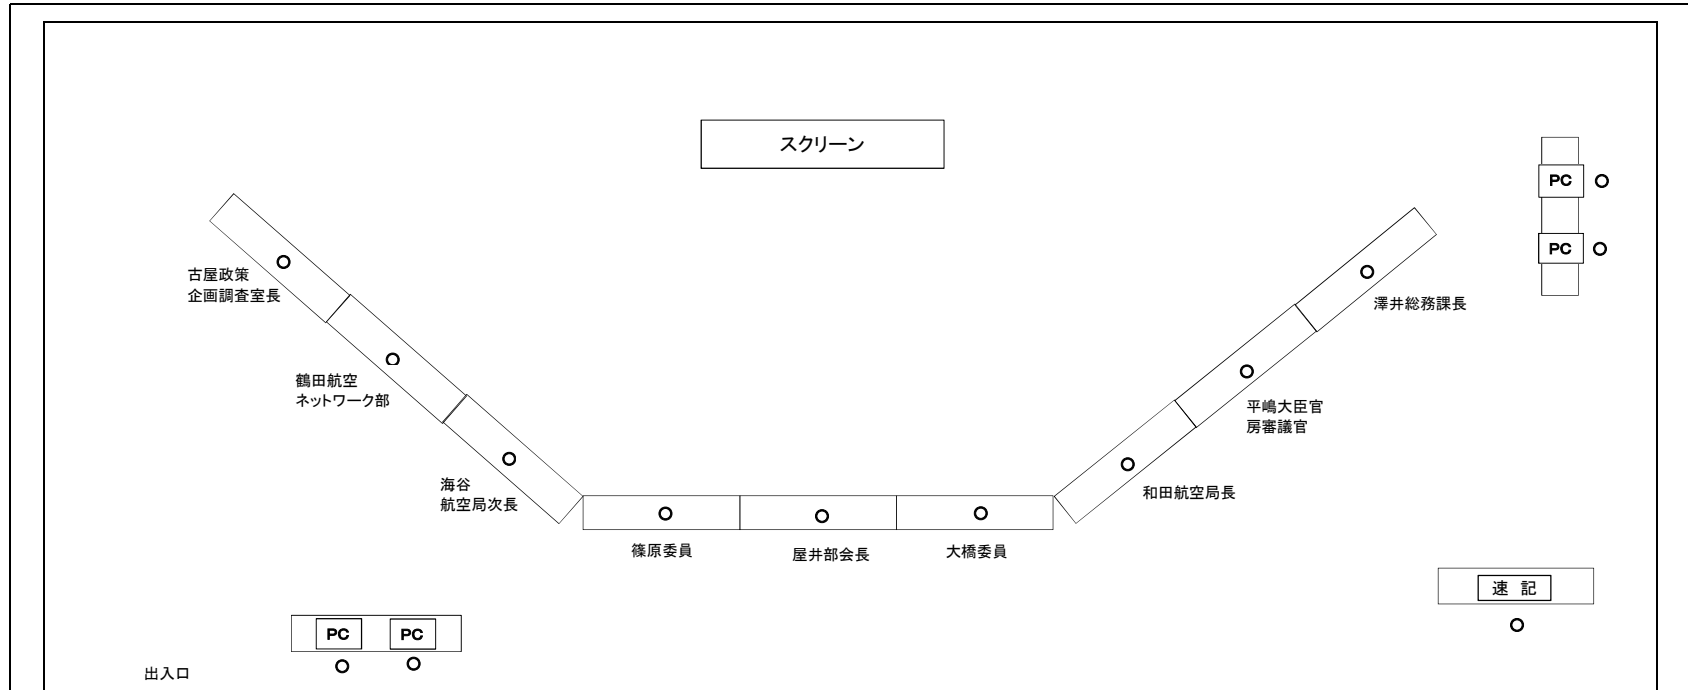 スクリーン
PC
PC
古屋政策
企画調査室長
澤井総務課長
鶴田航空
ネットワーク部
平嶋大臣官
房審議官
海谷
航空局次長
和田航空局長
篠原委員
屋井部会長
大橋委員
速 記
PC PC
出入口